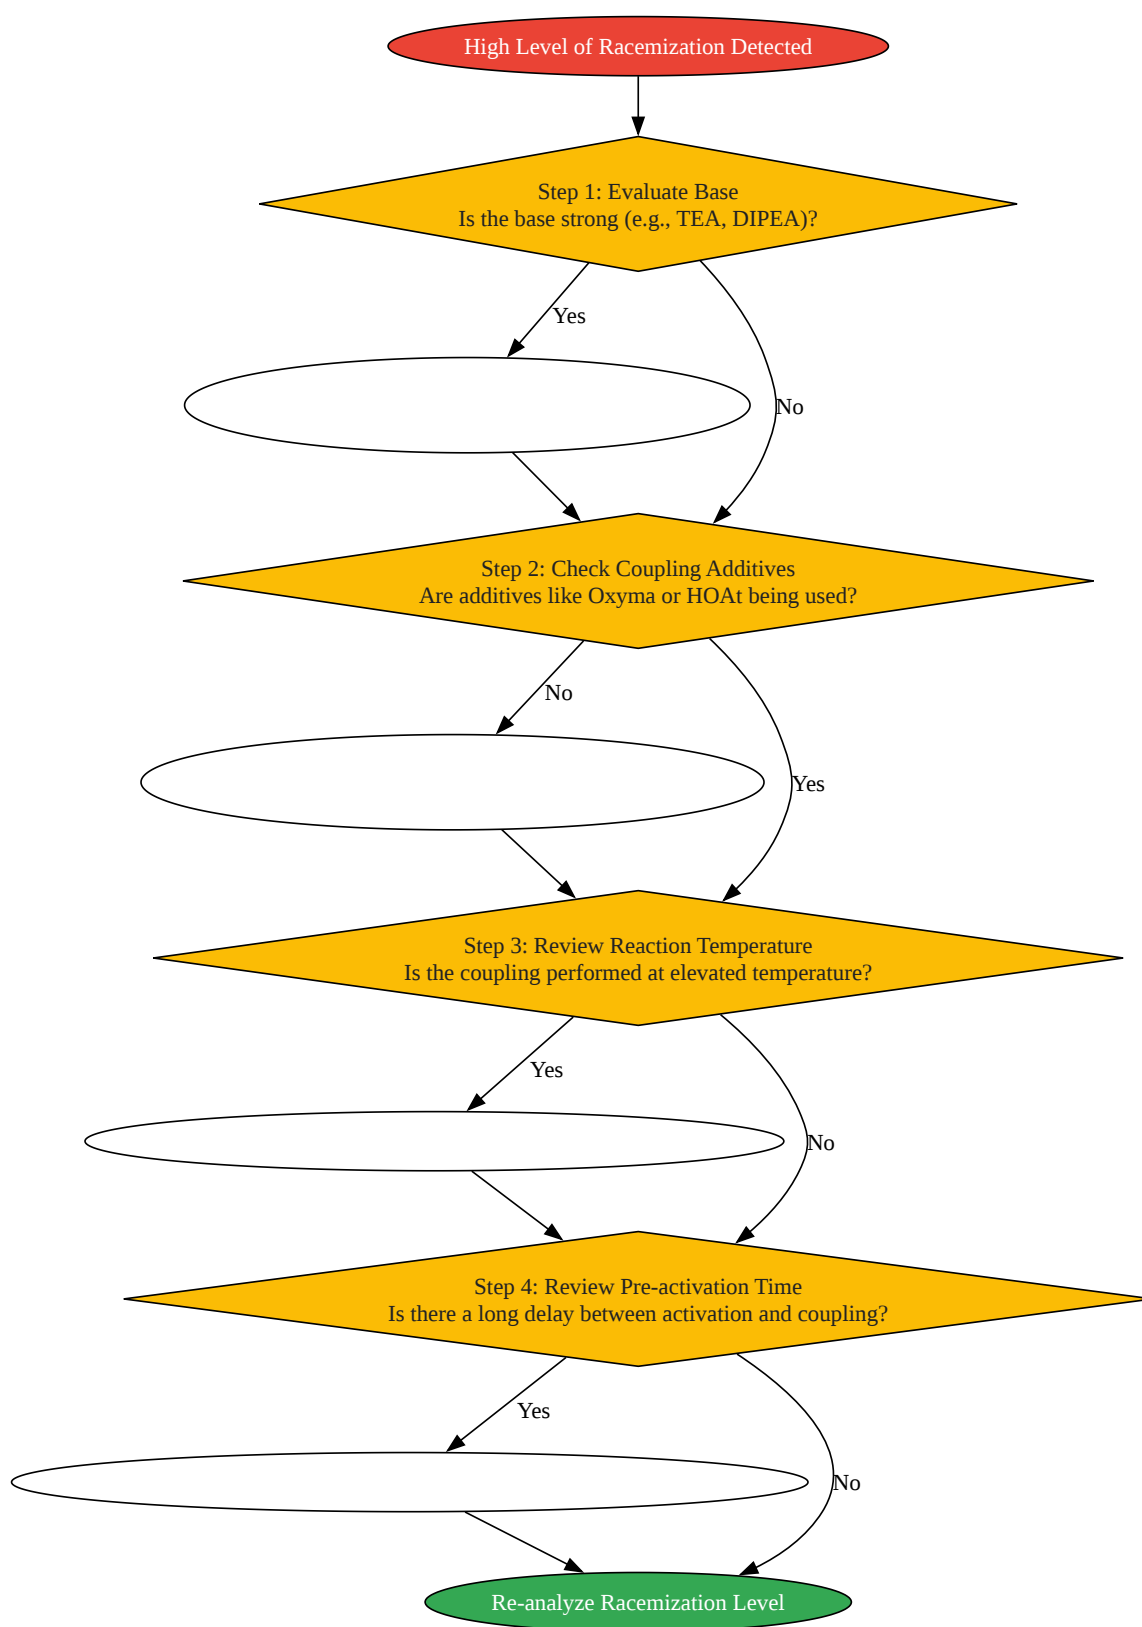 High Level of Racemization Detected
Step 1: Evaluate Base
Is the base strong (e.g., TEA, DIPEA)?
Yes
No
Step 2: Check Coupling Additives
Are additives like Oxyma or HOAt being used?
No
Yes
Step 3: Review Reaction Temperature
Is the coupling performed at elevated temperature?
Yes
No
Step 4: Review Pre-activation Time
Is there a long delay between activation and coupling?
Yes
No
Re-analyze Racemization Level